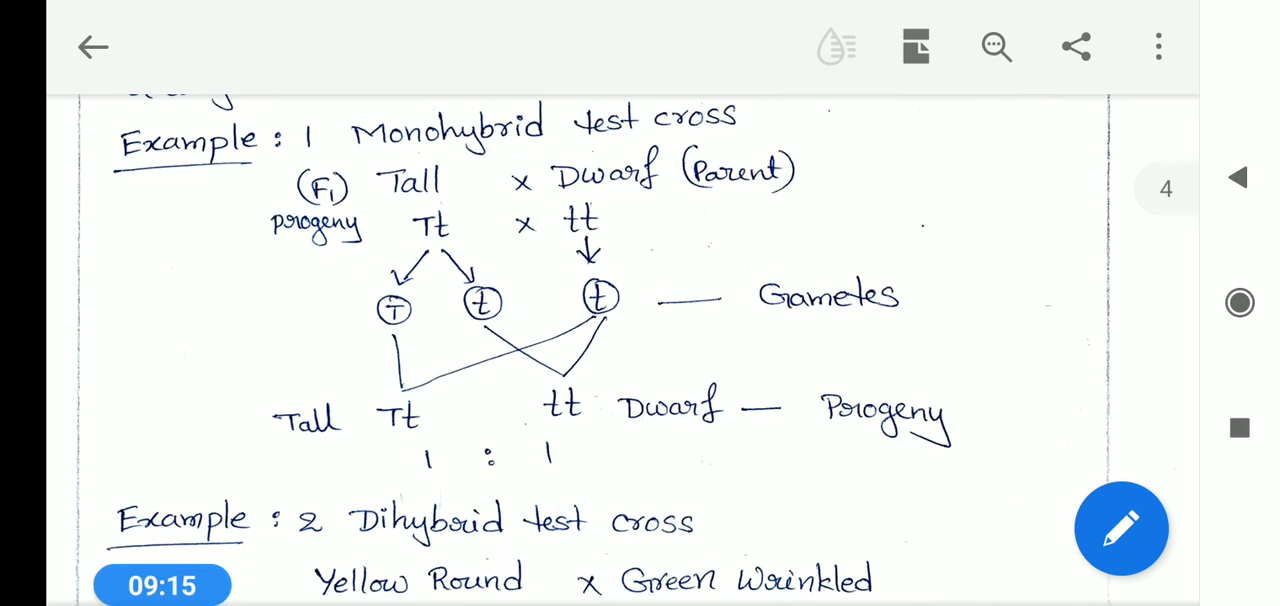 4
Example : 1 Monohybrid test cross
(F1) Tall × Dwarf (Parent)
progeny Tt × tt
T t t — Gametes
Tall Tt tt Dwarf — Progeny
1 : 1
Example : 2 Dihybrid test cross
09:15
Yellow Round × Green Wrinkled